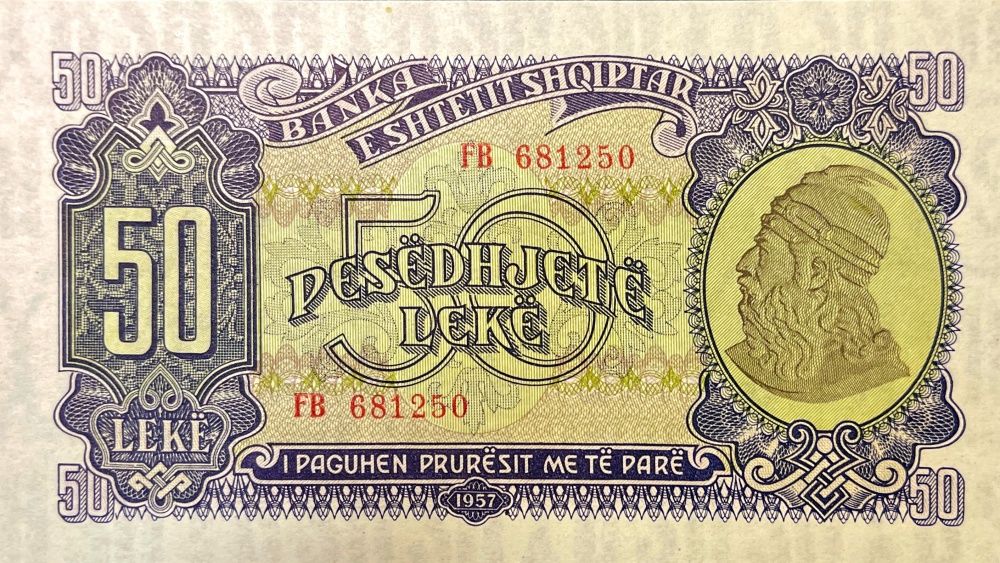 50 50
BANKA
E SHTETIT SHQIPTAR
FB 681250
50
50
PESËDHJETË
LEKË
FB 681250
LEKË
I PAGUHEN PRURËSIT ME TË PARË
50 1957 50